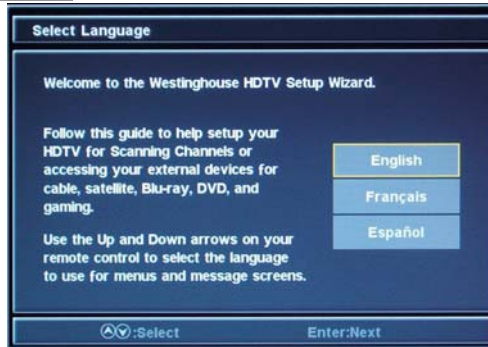 Select Language
Welcome to the Westinghouse HDTV Setup Wizard.
Follow this guide to help setup your
HDTV for Scanning Channels or
accessing your external devices for
cable, satellite, Blu-ray, DVD, and
gaming.
Use the Up and Down arrows on your
remote control to select the language
to use for menus and message screens.
English
Français
Español
:Select
Enter:Next